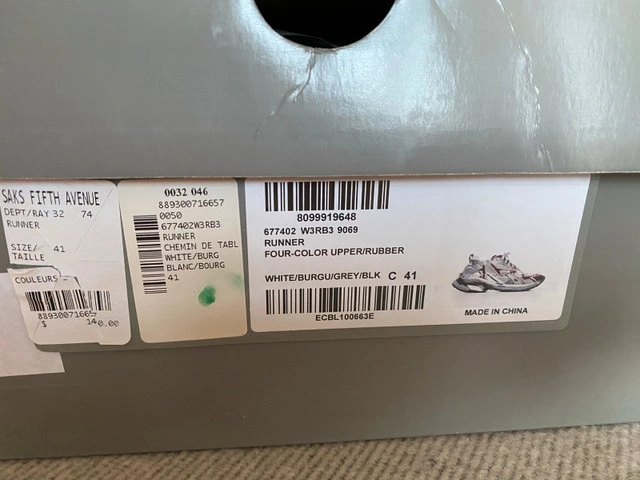 SAKS FIFTH AVENUE
DEPT/RAY 32 74
RUNNER
SIZE/ 41
TAILLE
COULEURS -
$ 140.00
0032 046
889300716657
0050
677402W3RB3
RUNNER
CHEMIN DE TABL
WHITE/BURG
BLANC/BOURG
41
8099919648
677402 W3RB3 9069
RUNNER
FOUR-COLOR UPPER/RUBBER
WHITE/BURGU/GREY/BLK C 41
ECBL100663E
MADE IN CHINA